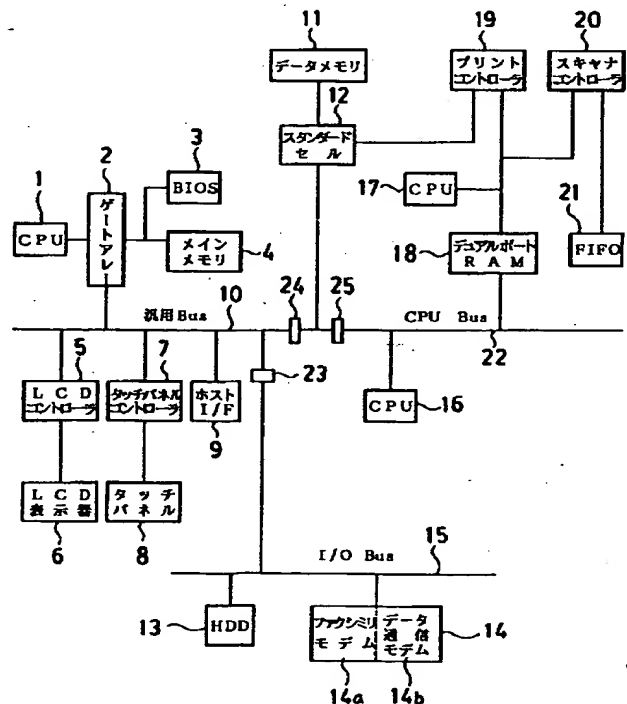 11
データメモリ
19
プリント
コントローラ
20
スキャナ
コントローラ
12
スタンダード
セル
1
CPU
2
ゲートアレー
3
BIOS
メイン
メモリ
4
17
CPU
18
デュアルポート
RAM
21
FIFO
汎用Bus
10
24
25
CPU Bus
22
5
LCD
コントローラ
7
タッチパネル
コントローラ
ホスト
I/F
9
23
CPU
16
LCD
表示器
6
タッチ
パネル
8
I/O Bus
15
13
HDD
ファクシミリ
モデム
データ
通信
モデム
14
14a
14b